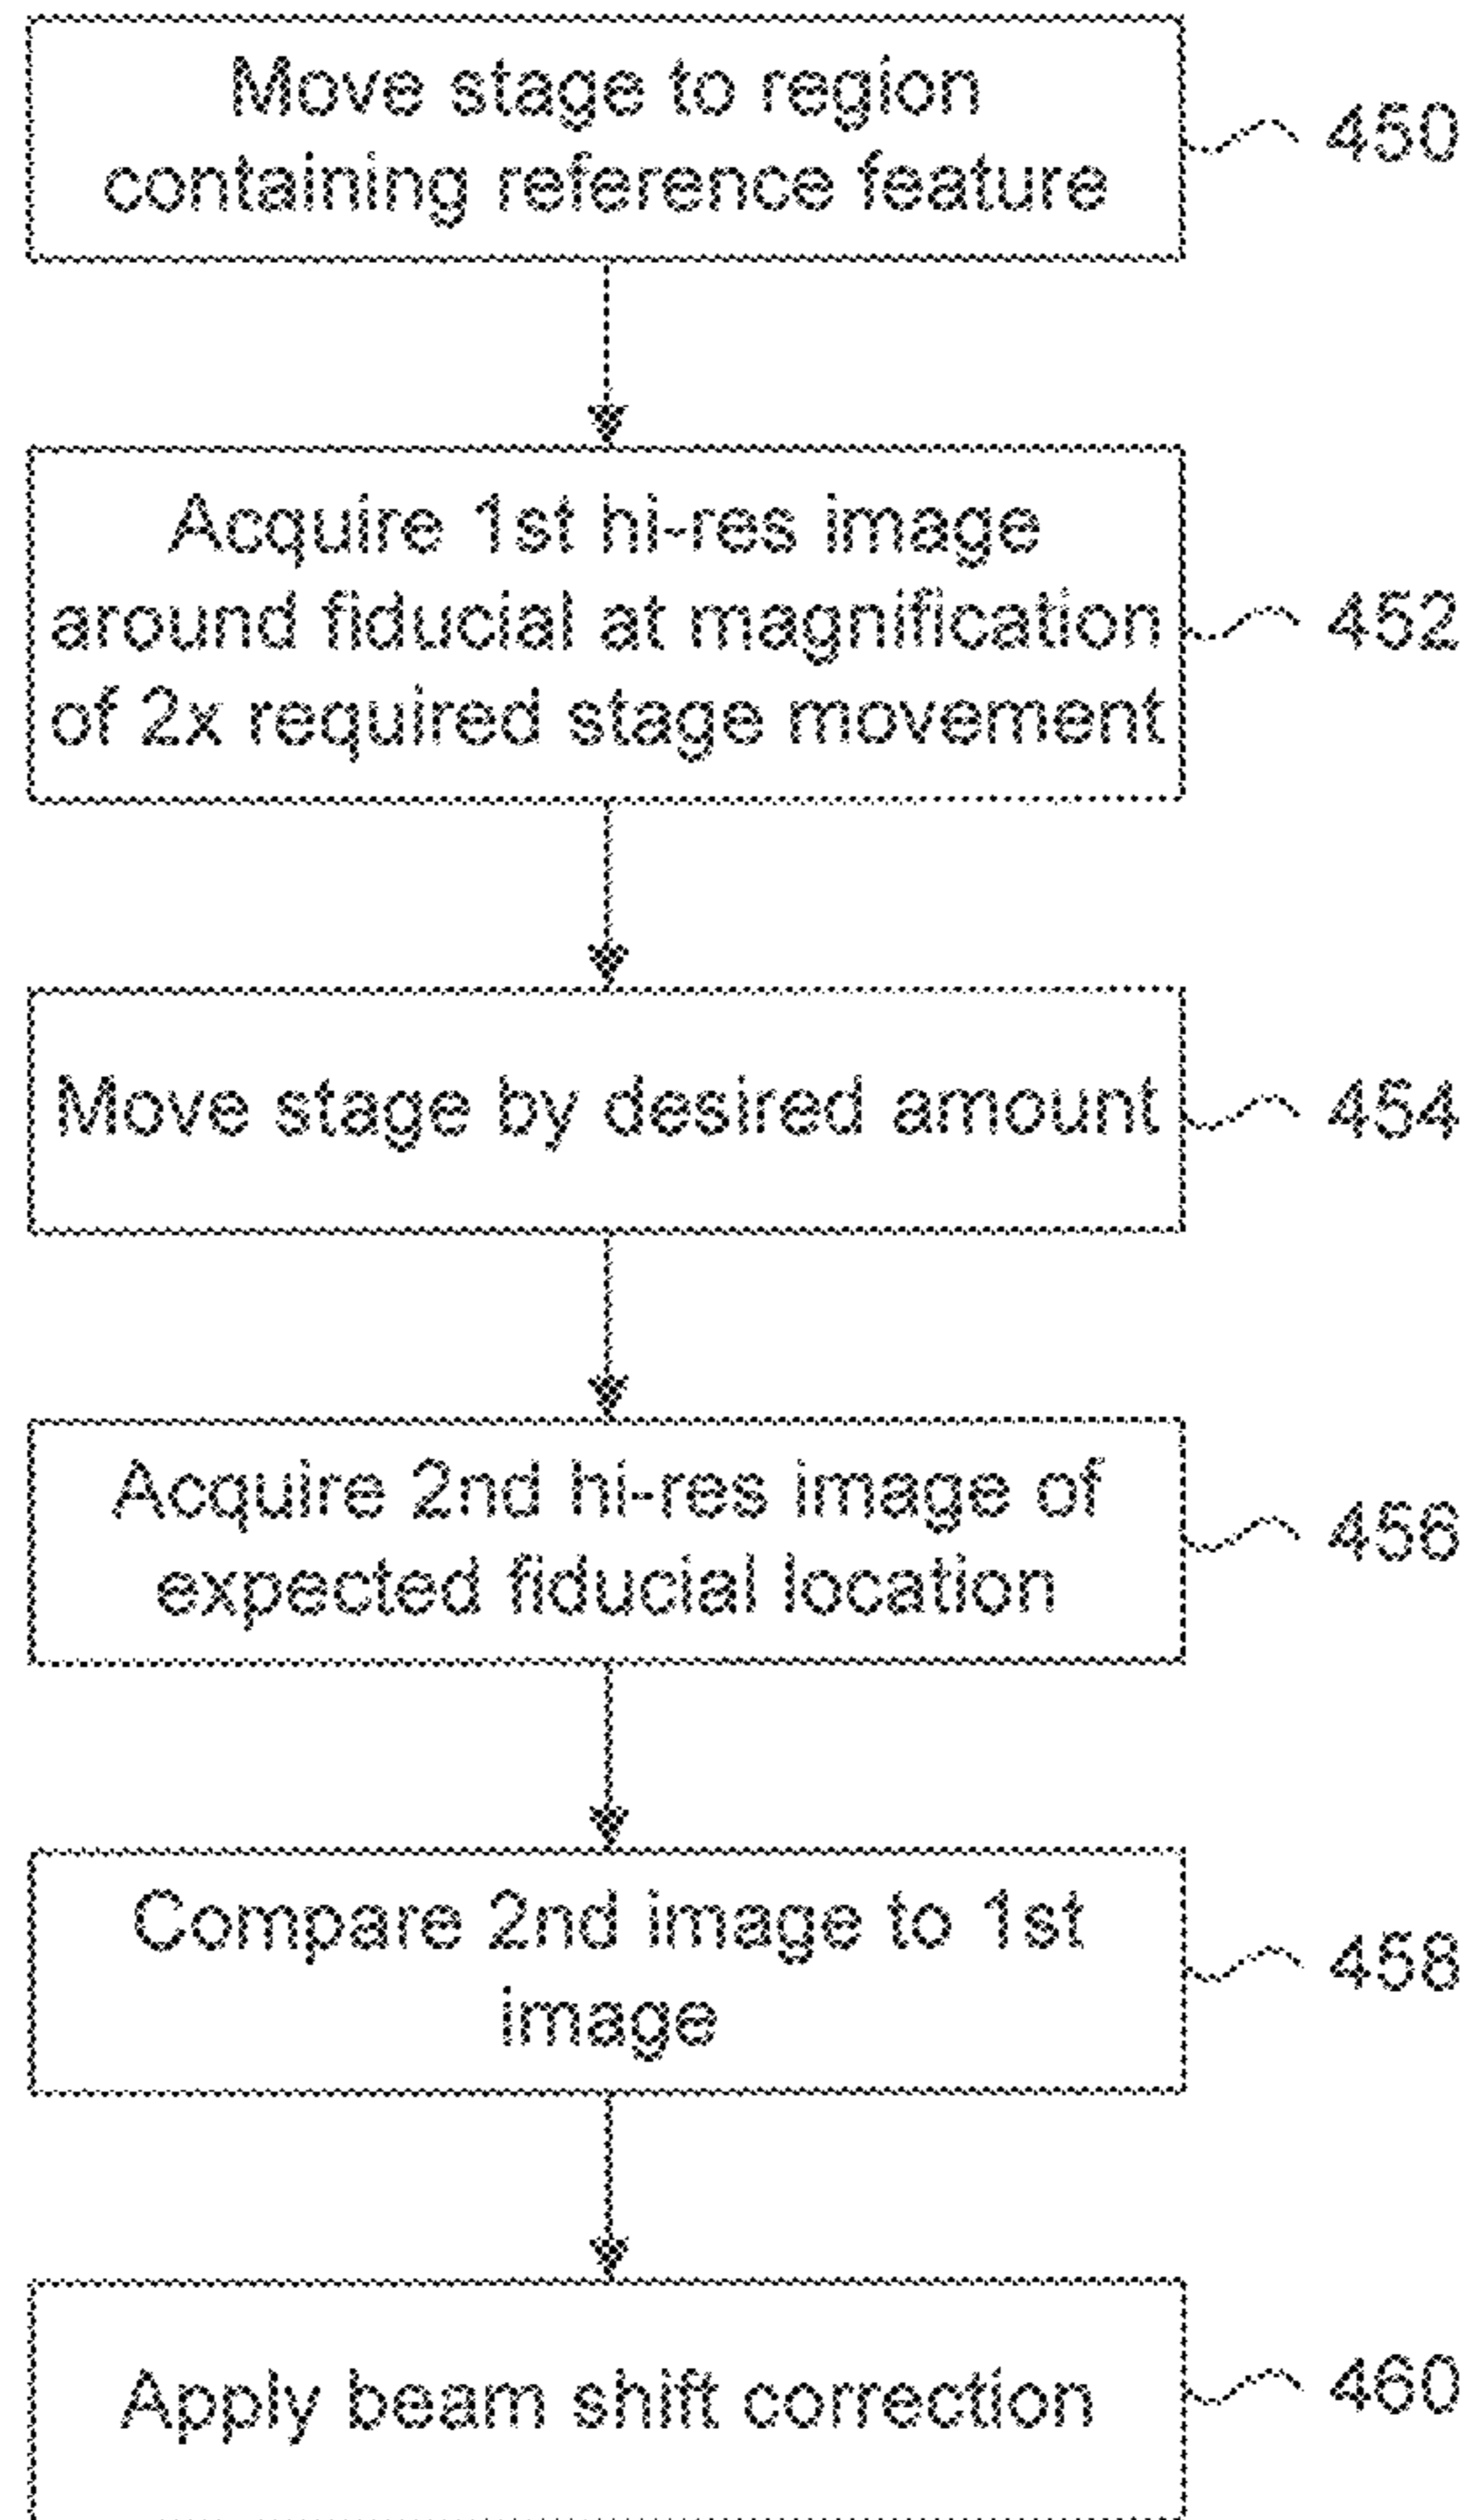 Move stage to region
containing reference feature
450
Acquire 1st hi-res image
around fiducial at magnification
of 2x required stage movement
452
Move stage by desired amount
454
Acquire 2nd hi-res image of
expected fiducial location
456
Compare 2nd image to 1st
image
458
Apply beam shift correction
460